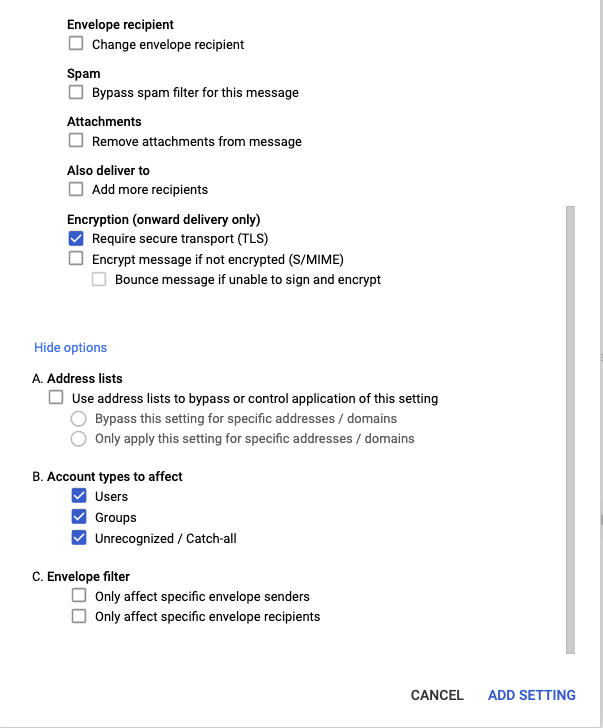 Envelope recipient
Change envelope recipient
Spam
Bypass spam filter for this message
Attachments
Remove attachments from message
Also deliver to
Add more recipients
Encryption (onward delivery only)
Require secure transport (TLS)
Encrypt message if not encrypted (S/MIME)
Bounce message if unable to sign and encrypt
Hide options
A. Address lists
Use address lists to bypass or control application of this setting
Bypass this setting for specific addresses / domains
Only apply this setting for specific addresses / domains
B. Account types to affect
Users
Groups
Unrecognized / Catch-all
C. Envelope filter
Only affect specific envelope senders
Only affect specific envelope recipients
CANCEL ADD SETTING